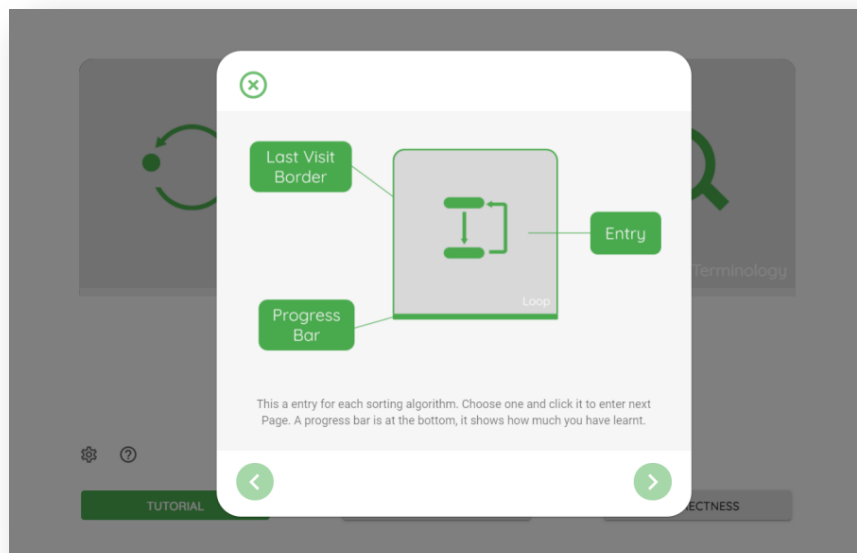 Last Visit
Border
Entry
Terminology
Loop
Progress
Bar
This a entry for each sorting algorithm. Choose one and click it to enter next
Page. A progress bar is at the bottom, it shows how much you have learnt.
TUTORIAL